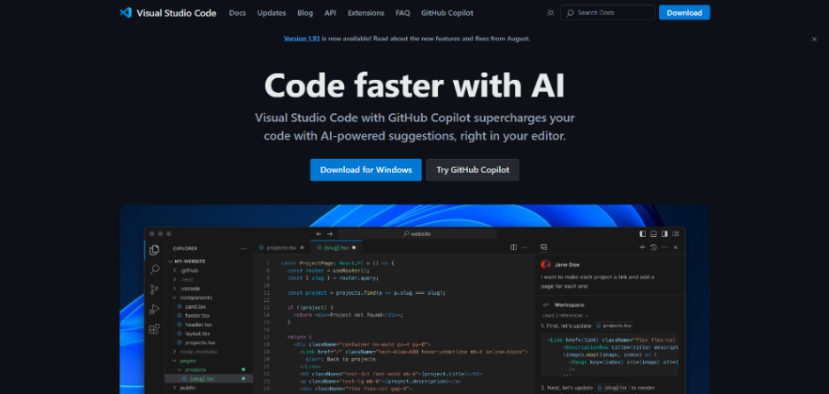 Visual Studio Code Docs Updates Blog API Extensions FAQ GitHub Copilot Search Docs Download
Version 1.93 is now available! Read about the new features and fixes from August.
Code faster with AI
Visual Studio Code with GitHub Copilot supercharges your
code with AI-powered suggestions, right in your editor.
Download for Windows Try GitHub Copilot
website
EXPLORER
MY-WEBSITE
.github
.next
.vscode
components
card.tsx
footer.tsx
header.tsx
layout.tsx
projects.tsx
node_modules
pages
projects
[slug].tsx
public
projects.tsx [slug].tsx
7 const ProjectPage: React.FC = () => {
8 const router = useRouter();
9 const { slug } = router.query;
11 const project = projects.find(p => p.slug === slug);
if (!project) {
return <div>Project not found</div>;
}
return (
<div className="container mx-auto px-4 py-8">
<Link href="/" className="text-blue-600 hover:underline mb-4 inline-block">
&larr; Back to projects
</Link>
<h1 className="text-3xl font-bold mb-4">{project.title}</h1>
<p className="text-lg mb-6">{project.description}</p>
<div className="flex flex-col gap-4">
Jane Doe
I want to make each project a link and add a
page for each one
Workspace
Used 2 references
1. First, let's update projects.tsx
<Link href={link} className="flex flex-col
<DescriptionRow title={title} descript
{images.map((image, index) => (
<Image key={index} src={image} alt=
))}
2. Next, let's update [slug].tsx to render